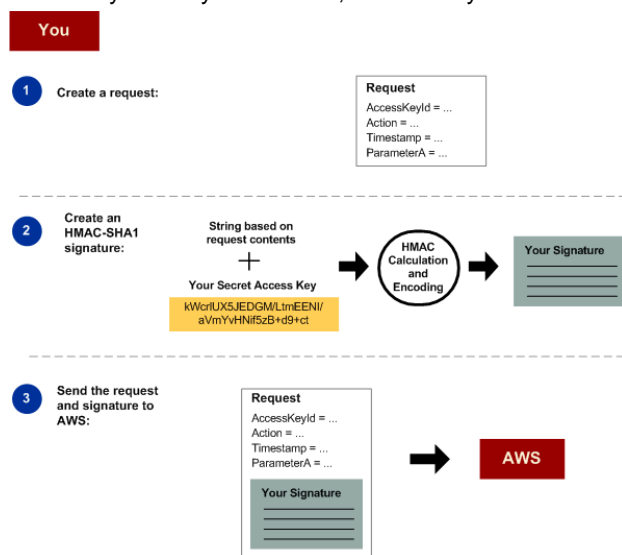 You
1
Create a request:
Request
AccessKeyId = ...
Action = ...
Timestamp = ...
ParameterA = ...
2
Create an
HMAC-SHA1
signature:
String based on
request contents
+
Your Secret Access Key
kWcrlUX5JEDGM/LtmEENI/
aVmYvHNif5zB+d9+ct
HMAC
Calculation
and
Encoding
Your Signature
3
Send the request
and signature to
AWS:
Request
AccessKeyId = ...
Action = ...
Timestamp = ...
ParameterA = ...
Your Signature
AWS